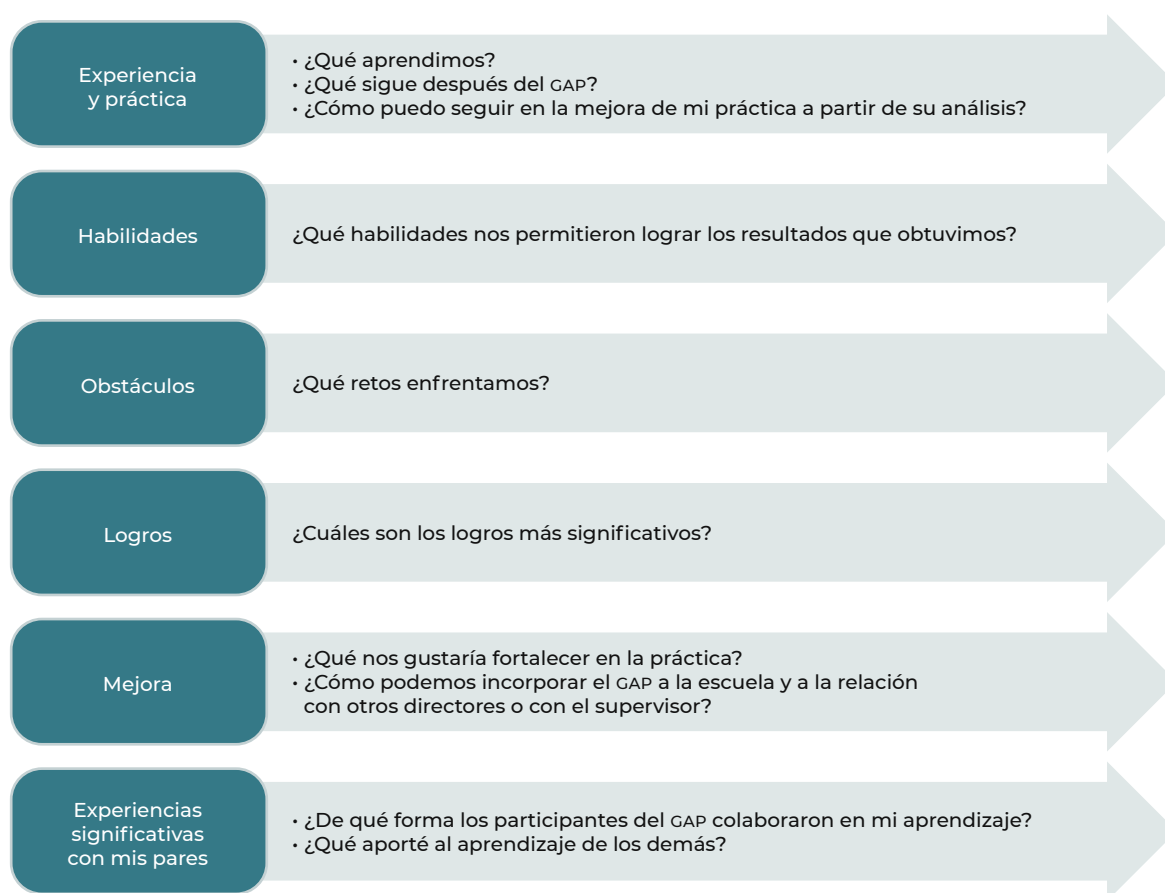 Experiencia
y práctica
• ¿Qué aprendimos?
• ¿Qué sigue después del GAP?
• ¿Cómo puedo seguir en la mejora de mi práctica a partir de su análisis?
Habilidades
¿Qué habilidades nos permitieron lograr los resultados que obtuvimos?
Obstáculos
¿Qué retos enfrentamos?
Logros
¿Cuáles son los logros más significativos?
Mejora
• ¿Qué nos gustaría fortalecer en la práctica?
• ¿Cómo podemos incorporar el GAP a la escuela y a la relación
con otros directores o con el supervisor?
Experiencias
significativas
con mis pares
• ¿De qué forma los participantes del GAP colaboraron en mi aprendizaje?
• ¿Qué aporté al aprendizaje de los demás?